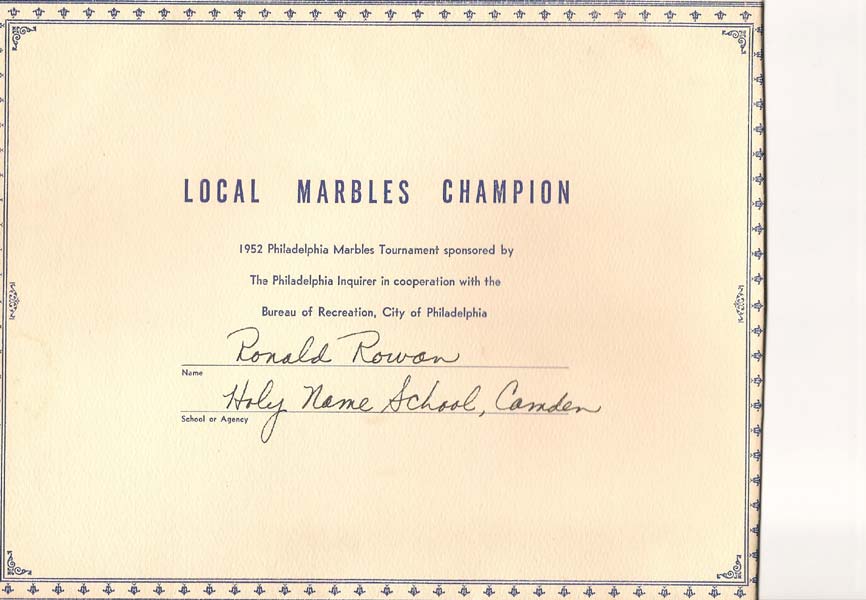 LOCAL MARBLES CHAMPION
1952 Philadelphia Marbles Tournament sponsored by
The Philadelphia Inquirer in cooperation with the
Bureau of Recreation, City of Philadelphia
Ronald Rowan
Name
Holy Name School, Camden
School or Agency